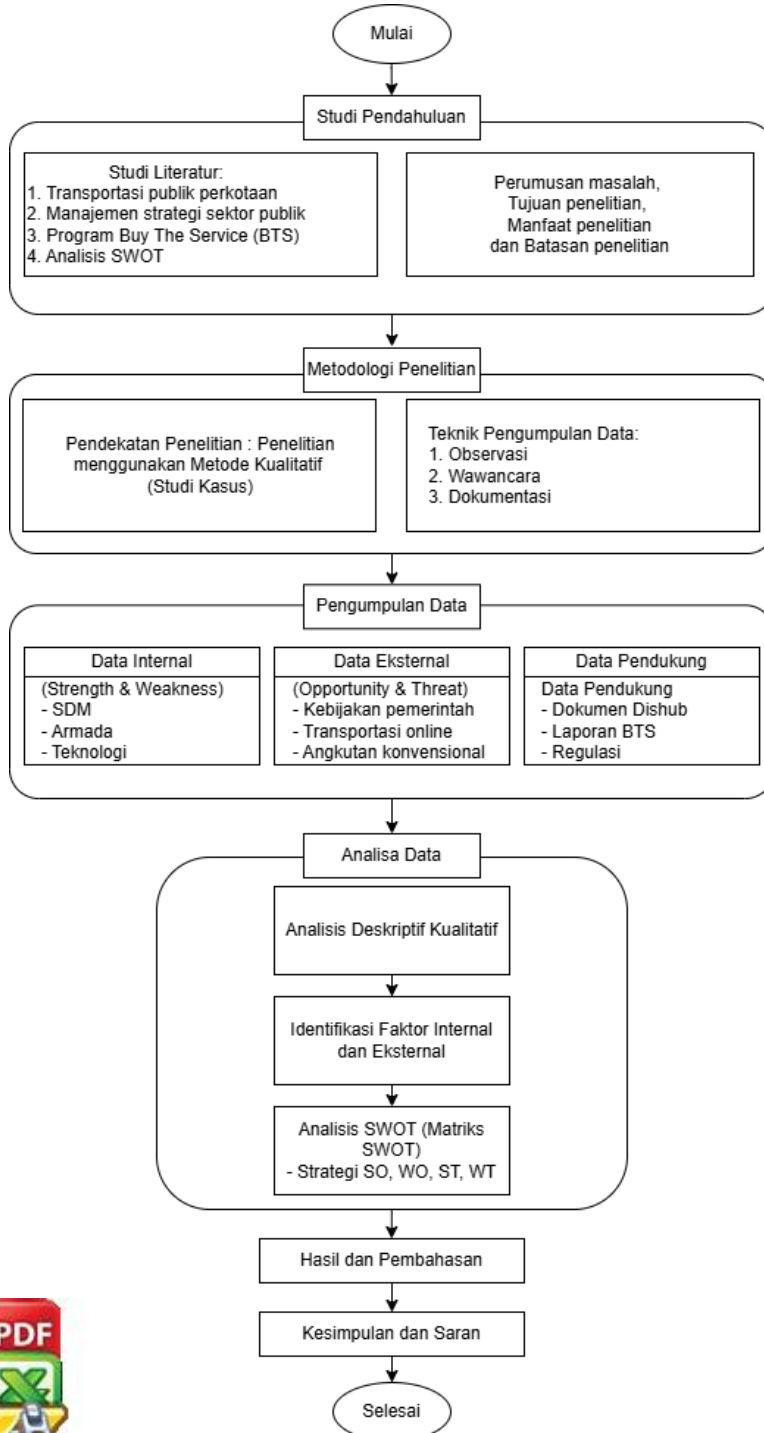 Mulai
Studi Pendahuluan
Studi Literatur:
1. Transportasi publik perkotaan
2. Manajemen strategi sektor publik
3. Program Buy The Service (BTS)
4. Analisis SWOT
Perumusan masalah,
Tujuan penelitian,
Manfaat penelitian
dan Batasan penelitian
Metodologi Penelitian
Pendekatan Penelitian : Penelitian
menggunakan Metode Kualitatif
(Studi Kasus)
Teknik Pengumpulan Data:
1. Observasi
2. Wawancara
3. Dokumentasi
Pengumpulan Data
Data Internal
(Strength & Weakness)
- SDM
- Armada
- Teknologi
Data Eksternal
(Opportunity & Threat)
- Kebijakan pemerintah
- Transportasi online
- Angkutan konvensional
Data Pendukung
Data Pendukung
- Dokumen Dishub
- Laporan BTS
- Regulasi
Analisa Data
Analisis Deskriptif Kualitatif
Identifikasi Faktor Internal
dan Eksternal
Analisis SWOT (Matriks
SWOT)
- Strategi SO, WO, ST, WT
Hasil dan Pembahasan
Kesimpulan dan Saran
Selesai
PDF